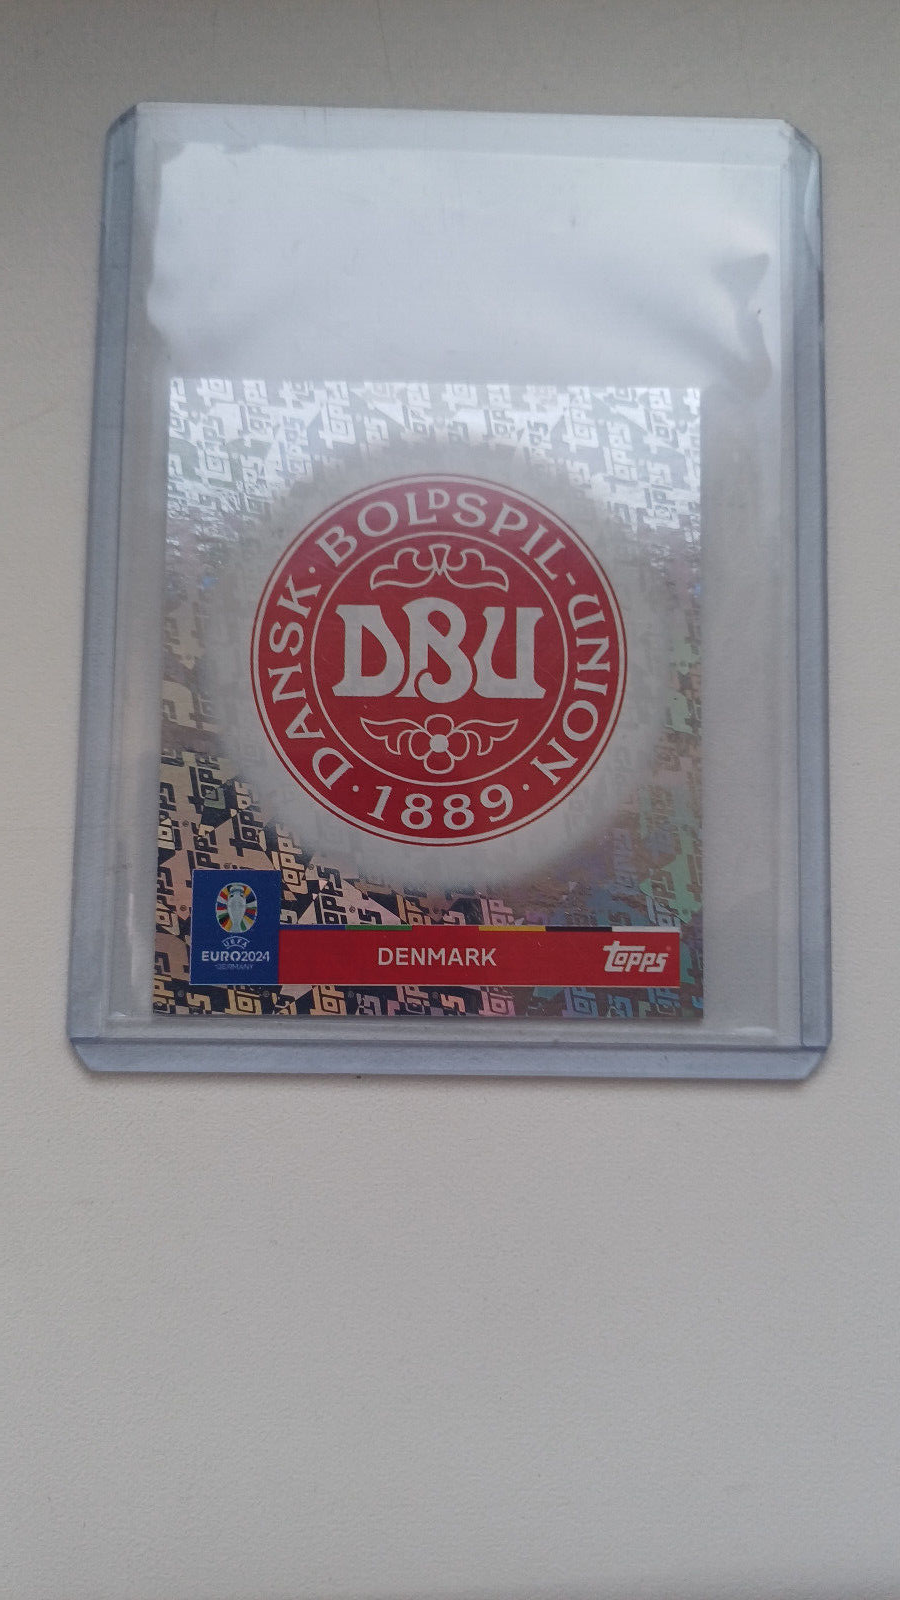 DANSK · BOLDSPIL-UNION ·
DBU
· 1889 ·
UEFA
EURO2024
GERMANY
DENMARK
Topps